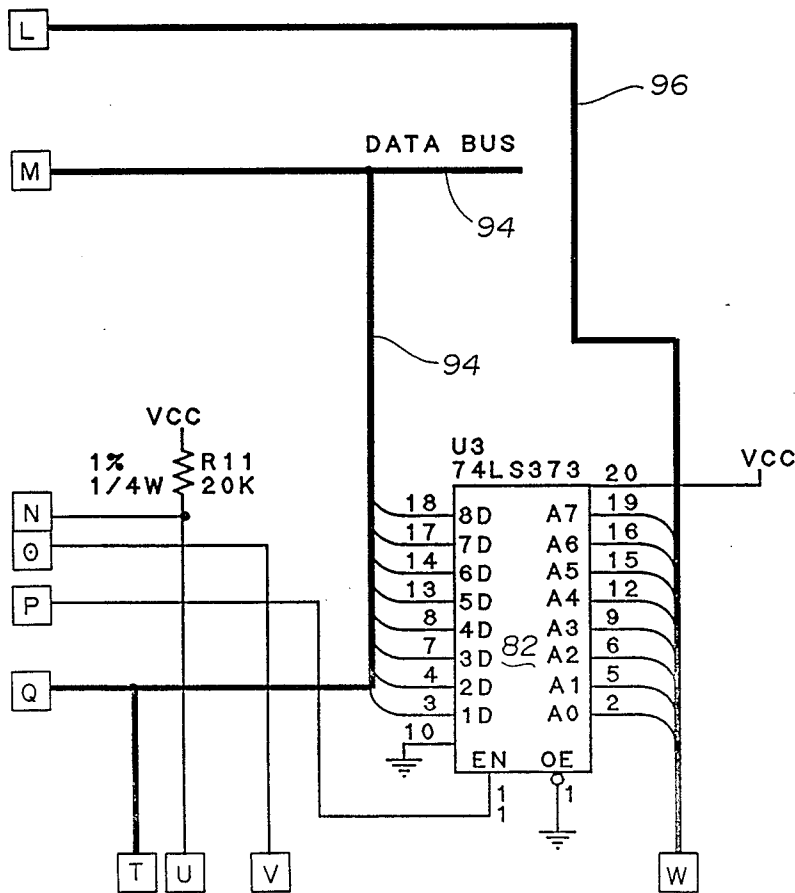 L
96
DATA BUS
M
94
94
VCC
1% R11
1/4W 20K
U3
74LS373 20 VCC
N
O
P
Q
18 8D A7 19
17 7D A6 16
14 6D A5 15
13 5D A4 12
8 4D A3 9
7 3D 82 A2 6
4 2D A1 5
3 1D A0 2
10
EN OE
1
1
1
T U V W